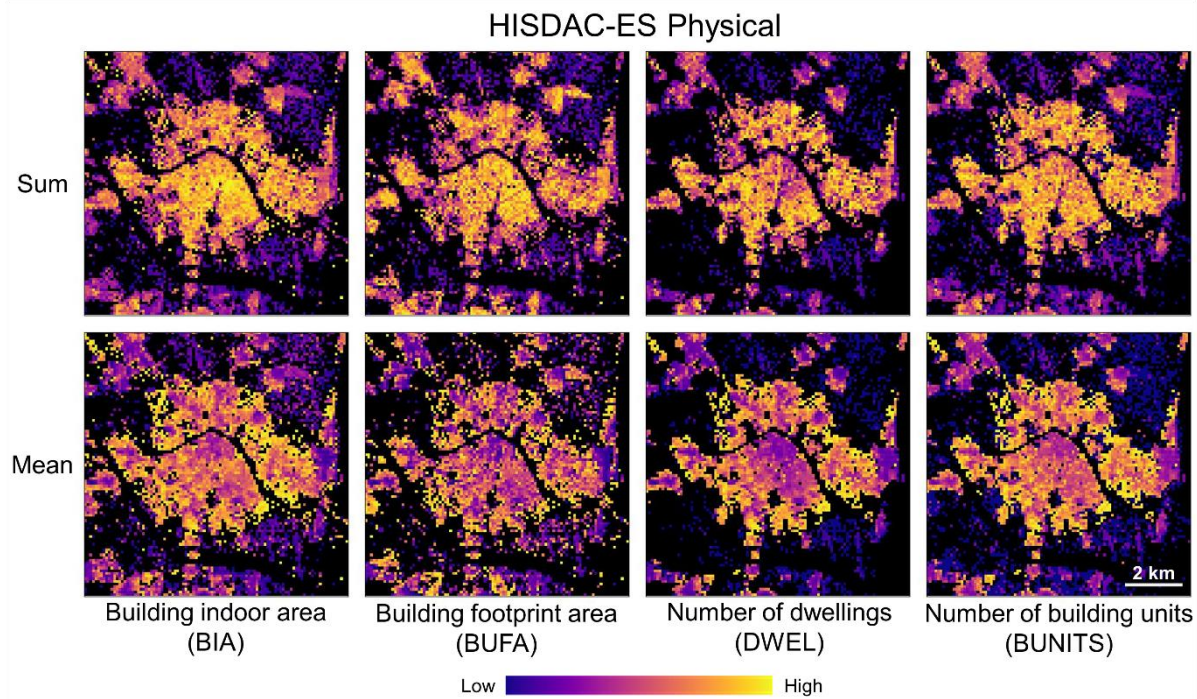 HISDAC-ES Physical
Sum
Mean
2 km
Building indoor area
(BIA)
Building footprint area
(BUFA)
Number of dwellings
(DWEL)
Number of building units
(BUNITS)
Low
High